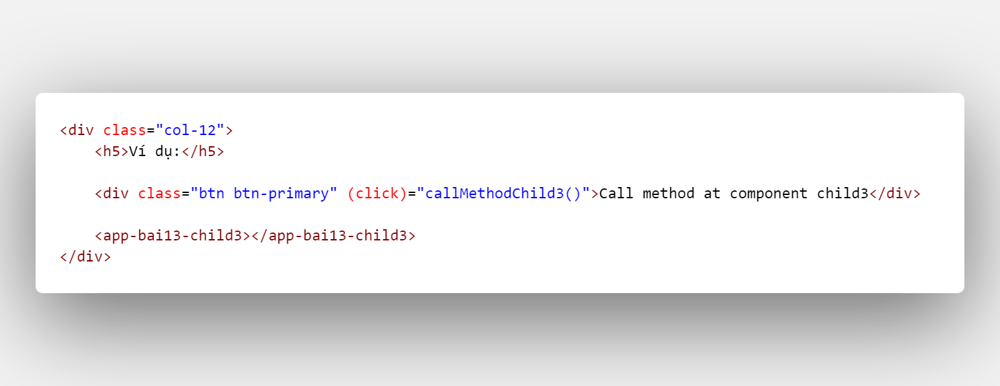 <div class="col-12">
    <h5>Ví dụ:</h5>
    <div class="btn btn-primary" (click)="callMethodChild3()">Call method at component child3</div>
    <app-bai13-child3></app-bai13-child3>
</div>